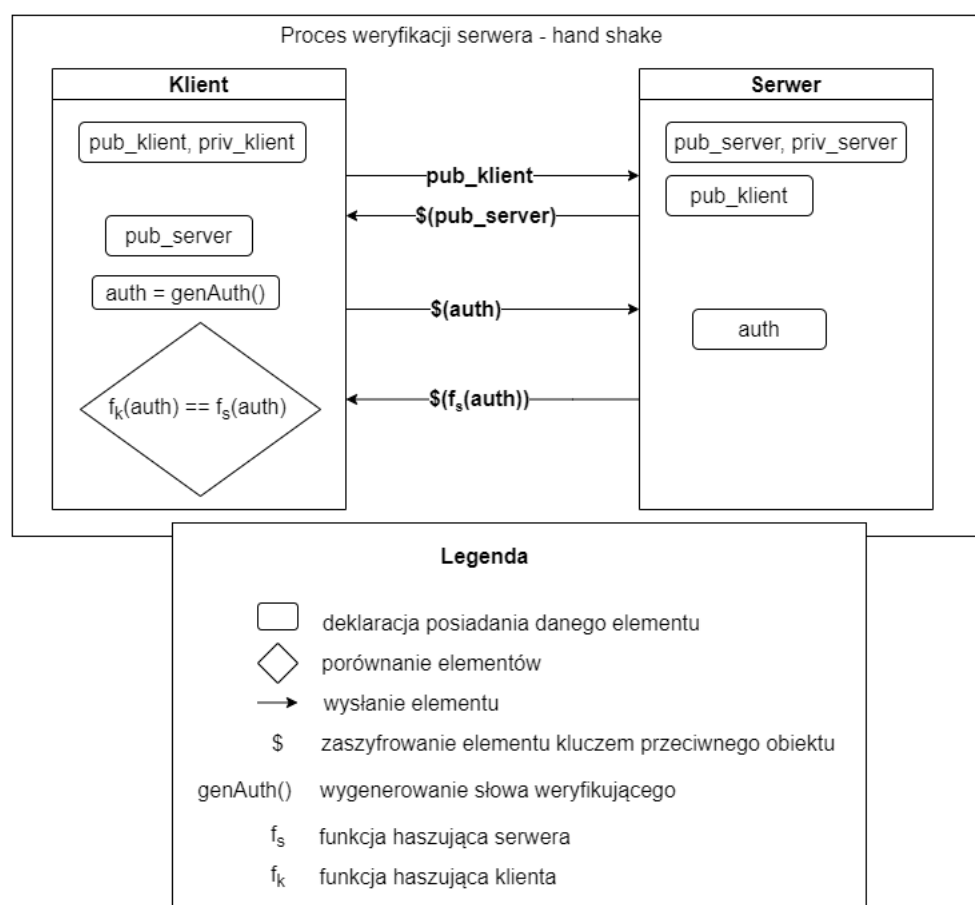 Proces weryfikacji serwera - hand shake
Klient
Serwer
pub_klient, priv_klient
pub_server, priv_server
pub_klient
pub_klient
$(pub_server)
pub_server
auth = genAuth()
$(auth)
auth
fₖ(auth) == fₛ(auth)
$(fₛ(auth))
Legenda
deklaracja posiadania danego elementu
porównanie elementów
wysłanie elementu
$ zaszyfrowanie elementu kluczem przeciwnego obiektu
genAuth() wygenerowanie słowa weryfikującego
fₛ funkcja haszująca serwera
fₖ funkcja haszująca klienta